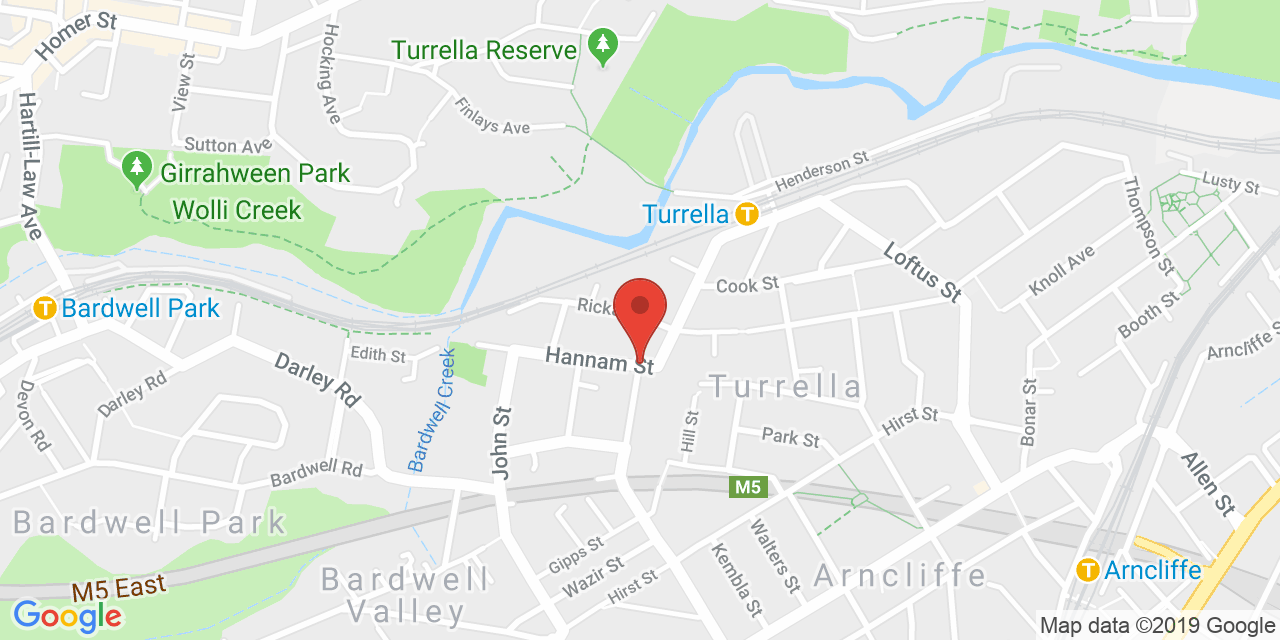 Homer St
View St
Hocking Ave
Turrella Reserve
Finlays Ave
Hartill-Law Ave
Sutton Ave
Girrahween Park
Wolli Creek
Henderson St
Thompson St
Lusty St
Turrella
T
Loftus St
Knoll Ave
Cook St
T
Bardwell Park
Booth St
Arncliffe St
Edith St
Hannam St
Darley Rd
Darley Rd
Bardwell Creek
Turrella
Devon Rd
John St
Hill St
Hirst St
Bonar St
Park St
Bardwell Rd
Allen St
M5
Bardwell Park
Gipps St
Wazir St
Hirst St
Walters St
Kembla St
Bardwell
Valley
Arncliffe
T
Arncliffe
M5 East
Google
Map data ©2019 Google